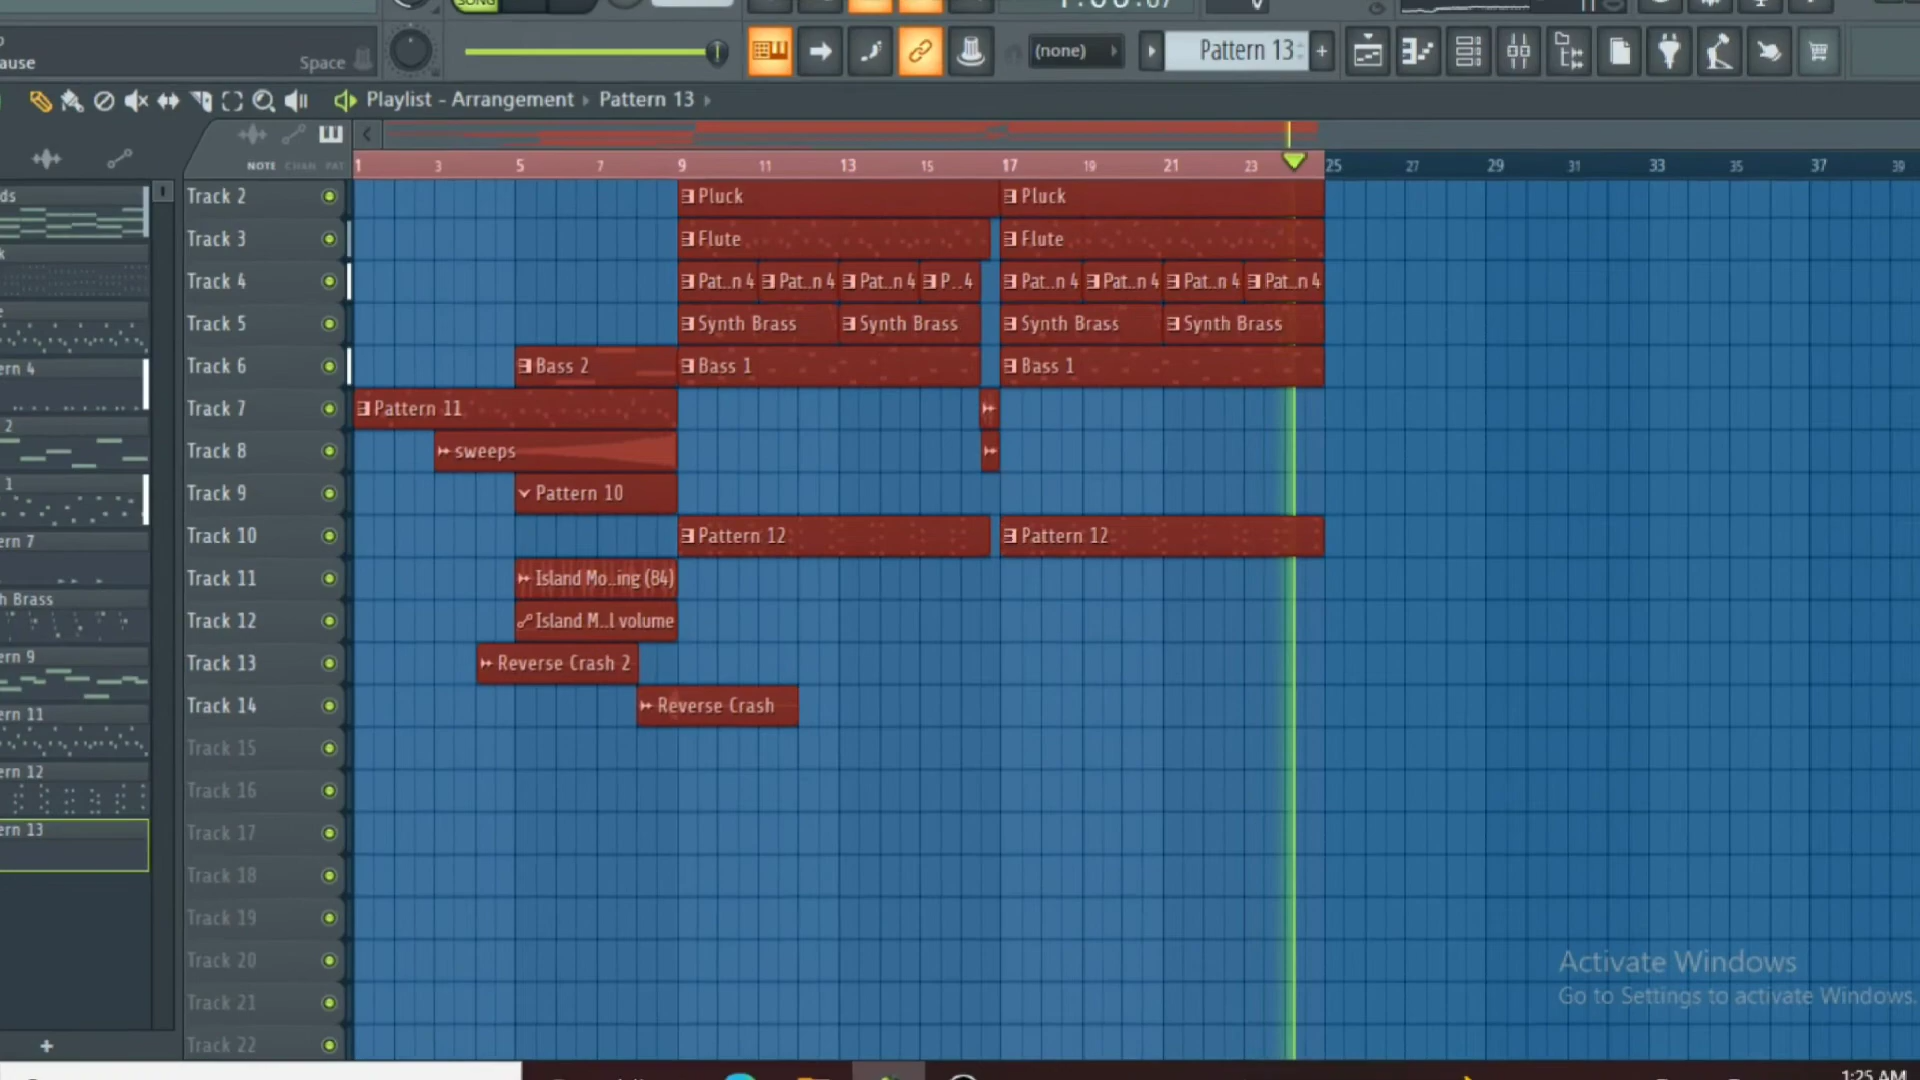 SONG
ause
Space
(none)
Pattern 13
+
Playlist - Arrangement
Pattern 13
NOTE CHAN PAT
1 3 5 7 9 11 13 15 17 19 21 23 25 27 29 31 33 35 37 39
ds
Track 2
Pluck
Pluck
Track 3
Flute
Flute
Track 4
Pat..n 4
Pat..n 4
Pat..n 4
P..4
Pat..n 4
Pat..n 4
Pat..n 4
Pat..n 4
Track 5
Synth Brass
Synth Brass
Synth Brass
Synth Brass
ern 4
Track 6
Bass 2
Bass 1
Bass 1
Track 7
Pattern 11
2
Track 8
sweeps
1
Track 9
Pattern 10
ern 7
Track 10
Pattern 12
Pattern 12
Track 11
Island Mo..ing (B4)
h Brass
Track 12
Island M..l volume
ern 9
Track 13
Reverse Crash 2
ern 11
Track 14
Reverse Crash
Track 15
ern 12
Track 16
ern 13
Track 17
Track 18
Track 19
Track 20
Track 21
Track 22
+
Activate Windows
Go to Settings to activate Windows.
1:25 AM